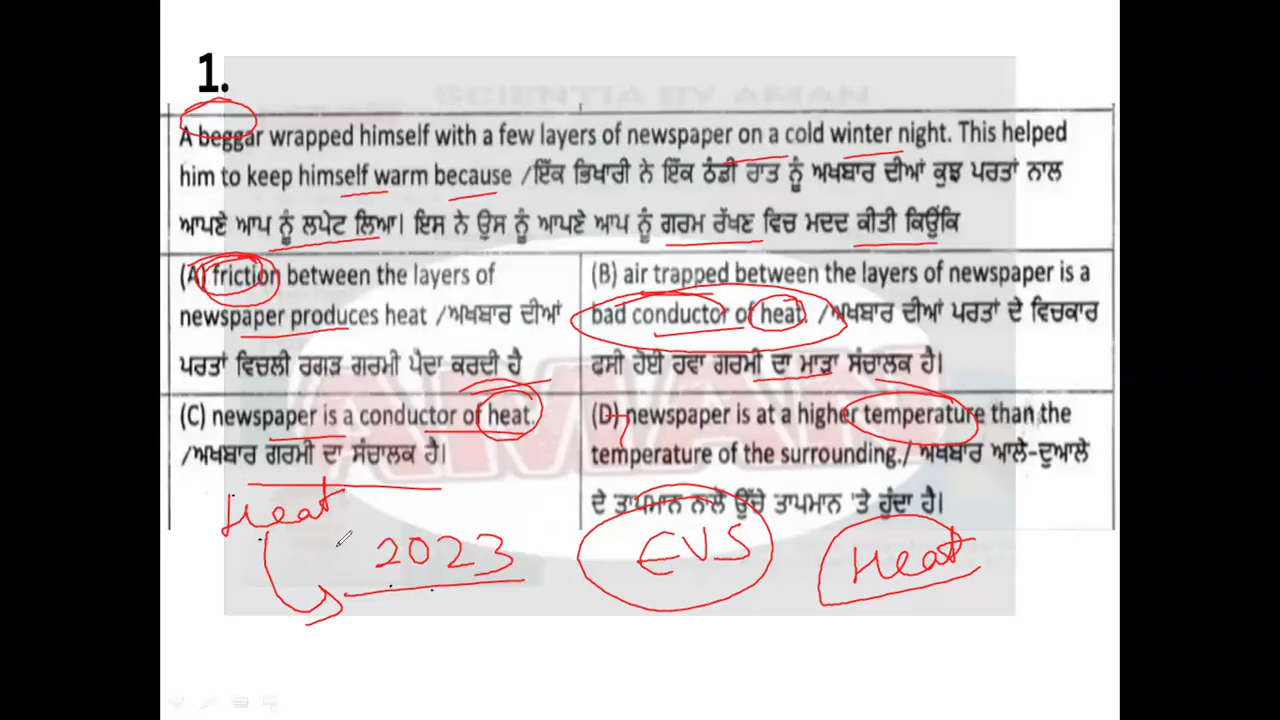 1.
SCIENTIA BY AMAN
A beggar wrapped himself with a few layers of newspaper on a cold winter night. This helped
him to keep himself warm because /ਇੱਕ ਭਿਖਾਰੀ ਨੇ ਇੱਕ ਠੰਡੀ ਰਾਤ ਨੂੰ ਅਖਬਾਰ ਦੀਆਂ ਕੁਝ ਪਰਤਾਂ ਨਾਲ
ਆਪਣੇ ਆਪ ਨੂੰ ਲਪੇਟ ਲਿਆ। ਇਸ ਨੇ ਉਸ ਨੂੰ ਆਪਣੇ ਆਪ ਨੂੰ ਗਰਮ ਰੱਖਣ ਵਿਚ ਮਦਦ ਕੀਤੀ ਕਿਉਂਕਿ
(A) friction between the layers of
newspaper produces heat /ਅਖਬਾਰ ਦੀਆਂ
ਪਰਤਾਂ ਵਿਚਲੀ ਰਗੜ ਗਰਮੀ ਪੈਦਾ ਕਰਦੀ ਹੈ
(B) air trapped between the layers of newspaper is a
bad conductor of heat. /ਅਖਬਾਰ ਦੀਆਂ ਪਰਤਾਂ ਦੇ ਵਿਚਕਾਰ
ਫਸੀ ਹੋਈ ਹਵਾ ਗਰਮੀ ਦਾ ਮਾੜਾ ਸੰਚਾਲਕ ਹੈ।
(C) newspaper is a conductor of heat.
/ਅਖਬਾਰ ਗਰਮੀ ਦਾ ਸੰਚਾਲਕ ਹੈ।
(D) newspaper is at a higher temperature than the
temperature of the surrounding./ ਅਖਬਾਰ ਆਲੇ-ਦੁਆਲੇ
ਦੇ ਤਾਪਮਾਨ ਨਾਲੋਂ ਉੱਚੇ ਤਾਪਮਾਨ 'ਤੇ ਹੁੰਦਾ ਹੈ।
AMAN
Heat
2023
EVS
Heat